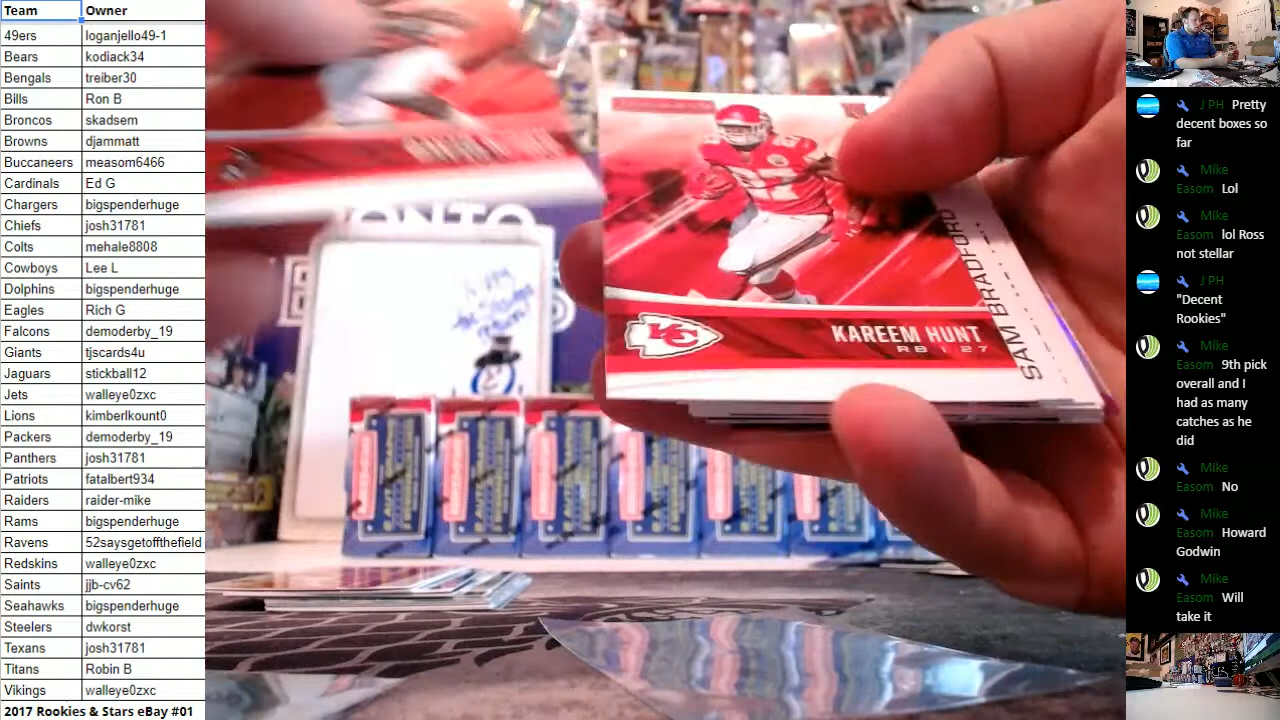 Team Owner
49ers loganjello49-1
Bears kodiack34
Bengals treiber30
Bills Ron B
Broncos skadsem
Browns djammatt
Buccaneers measom6466
Cardinals Ed G
Chargers bigspenderhuge
Chiefs josh31781
Colts mehale8808
Cowboys Lee L
Dolphins bigspenderhuge
Eagles Rich G
Falcons demoderby_19
Giants tjscards4u
Jaguars stickball12
Jets walleye0zxc
Lions kimberlkount0
Packers demoderby_19
Panthers josh31781
Patriots fatalbert934
Raiders raider-mike
Rams bigspenderhuge
Ravens 52saysgetoffthefield
Redskins walleye0zxc
Saints jjb-cv62
Seahawks bigspenderhuge
Steelers dwkorst
Texans josh31781
Titans Robin B
Vikings walleye0zxc
2017 Rookies & Stars eBay #01
KC
KAREEM HUNT
RB | 27
SAM BRADFORD
J PH Pretty
decent boxes so
far
Mike
Easom Lol
Mike
Easom lol Ross
not stellar
J PH
"Decent
Rookies"
Mike
Easom 9th pick
overall and I
had as many
catches as he
did
Mike
Easom No
Mike
Easom Howard
Godwin
Mike
Easom Will
take it